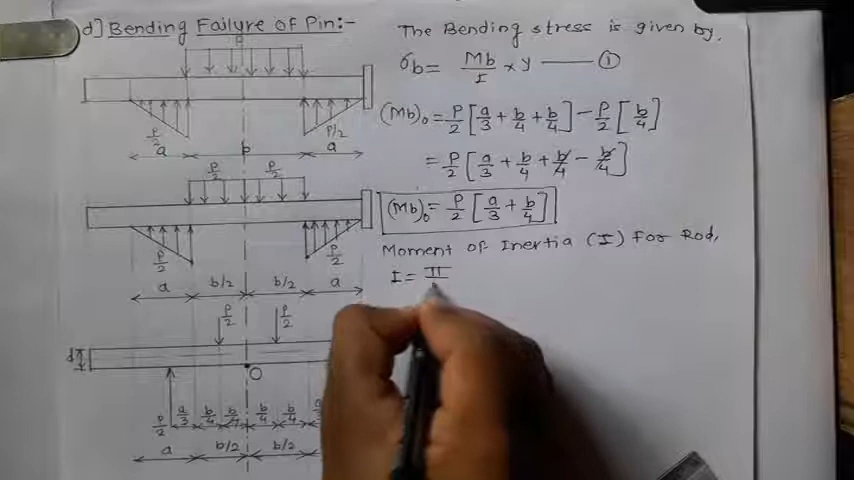 d] Bending Failure of Pin:-
P
P/2
P/2
a
b
a
P/2
P/2
P/2
P/2
a
b/2
b/2
a
P/2
P/2
d
O
P/2
a/3
b/4
b/4
b/4
b/4
a
b/2
b/2
The Bending stress is given by,
σb = Mb/I × y —— ①
(Mb)₀ = P/2 [a/3 + b/4 + b/4] - P/2 [b/4]
= P/2 [a/3 + b/4 + b/4 - b/4]
(Mb)₀ = P/2 [a/3 + b/4]
Moment of Inertia (I) For Rod,
I = π